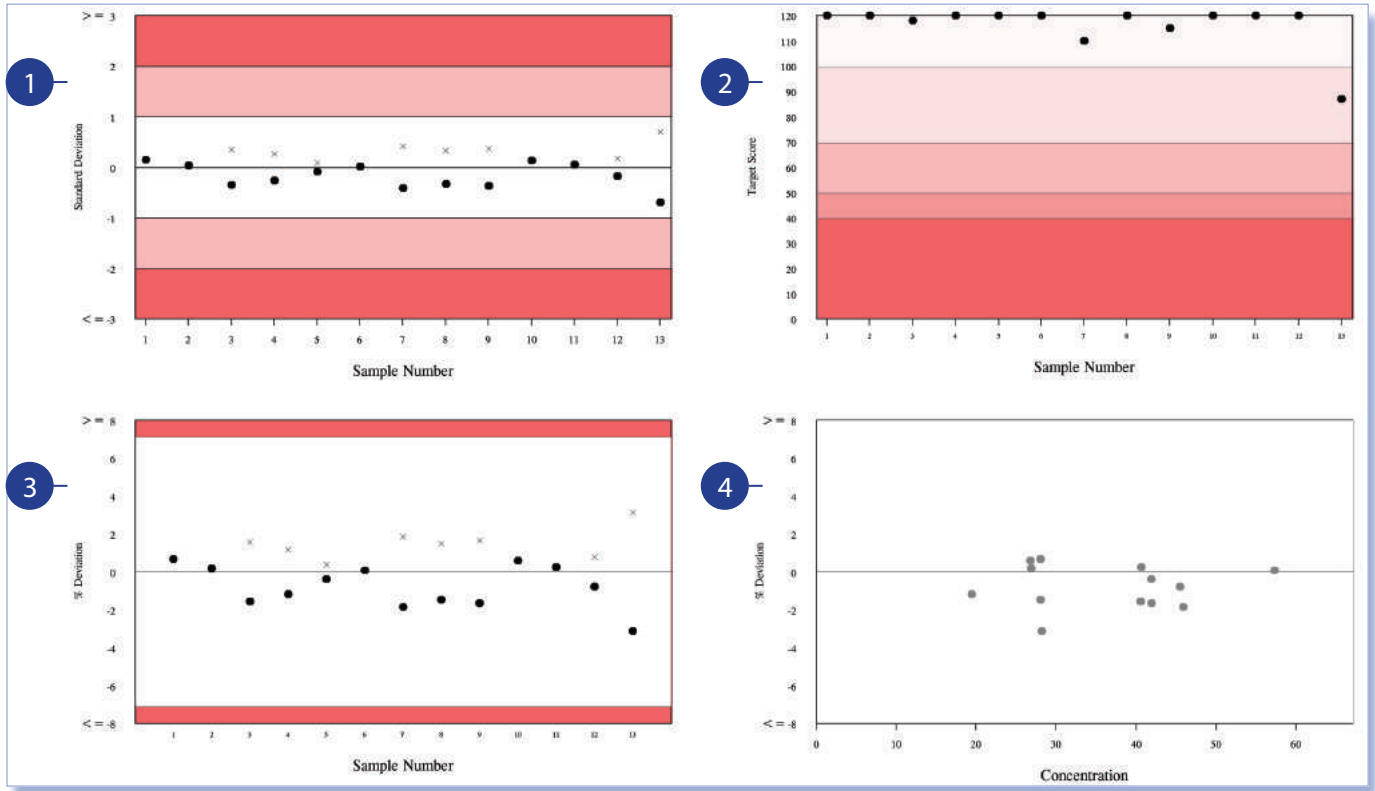 1
> = 3
2
1
0
-1
-2
< = -3
Standard Deviation
1 2 3 4 5 6 7 8 9 10 11 12 13
Sample Number
2
120
110
100
90
80
70
60
50
40
30
20
10
0
Target Score
1 2 3 4 5 6 7 8 9 10 11 12 13
Sample Number
3
> = 8
6
4
2
0
-2
-4
-6
< = -8
% Deviation
1 2 3 4 5 6 7 8 9 10 11 12 13
Sample Number
4
> = 8
6
4
2
0
-2
-4
-6
< = -8
% Deviation
0 10 20 30 40 50 60
Concentration